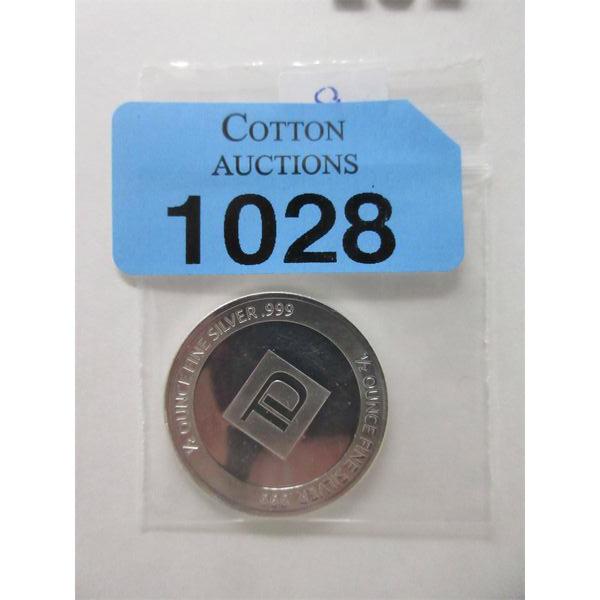 COTTON
AUCTIONS
1028
½ OUNCE FINE SILVER .999
½ OUNCE FINE SILVER .999
TD